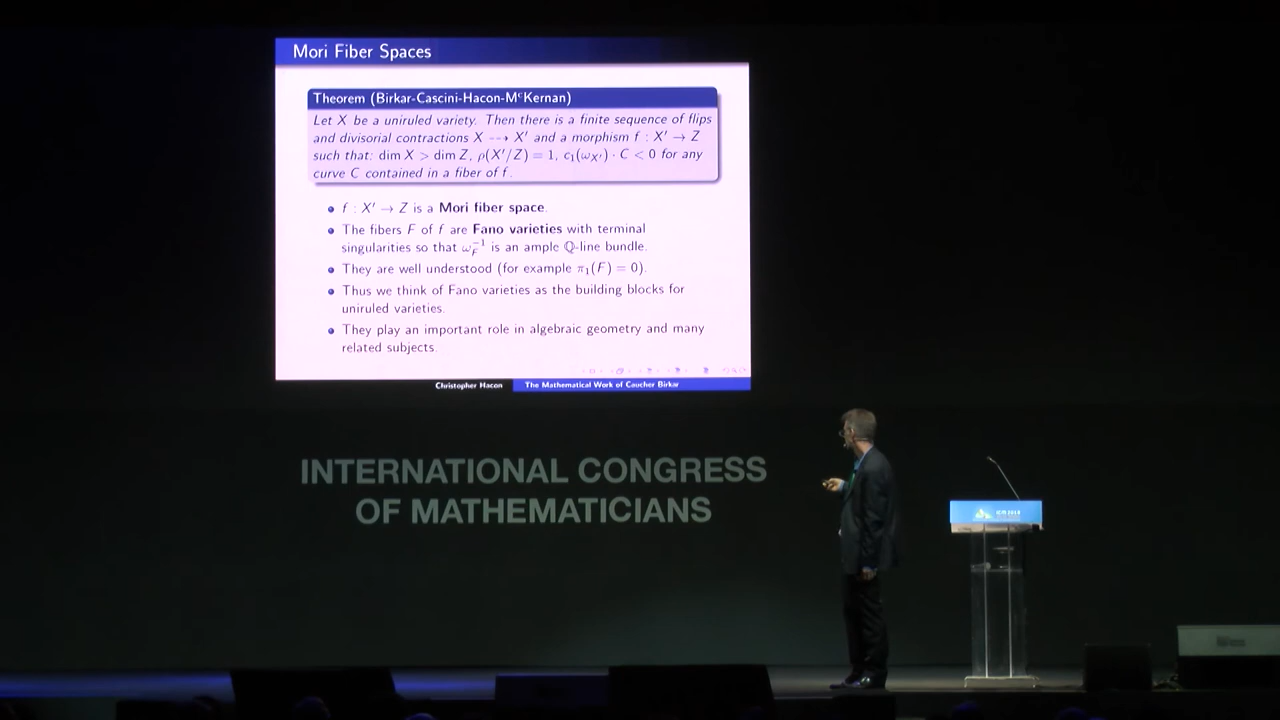 Mori Fiber Spaces
Theorem (Birkar-Cascini-Hacon-MᶜKernan)
Let X be a uniruled variety. Then there is a finite sequence of flips
and divisorial contractions X ⇢ X′ and a morphism f : X′ → Z
such that: dim X > dim Z, ρ(X′/Z) = 1, c₁(ω_X′) · C < 0 for any
curve C contained in a fiber of f.
• f : X′ → Z is a Mori fiber space.
• The fibers F of f are Fano varieties with terminal
singularities so that ω_F⁻¹ is an ample ℚ-line bundle.
• They are well understood (for example π₁(F) = 0).
• Thus we think of Fano varieties as the building blocks for
uniruled varieties.
• They play an important role in algebraic geometry and many
related subjects.
Christopher Hacon The Mathematical Work of Caucher Birkar
INTERNATIONAL CONGRESS
OF MATHEMATICIANS
ICM 2018